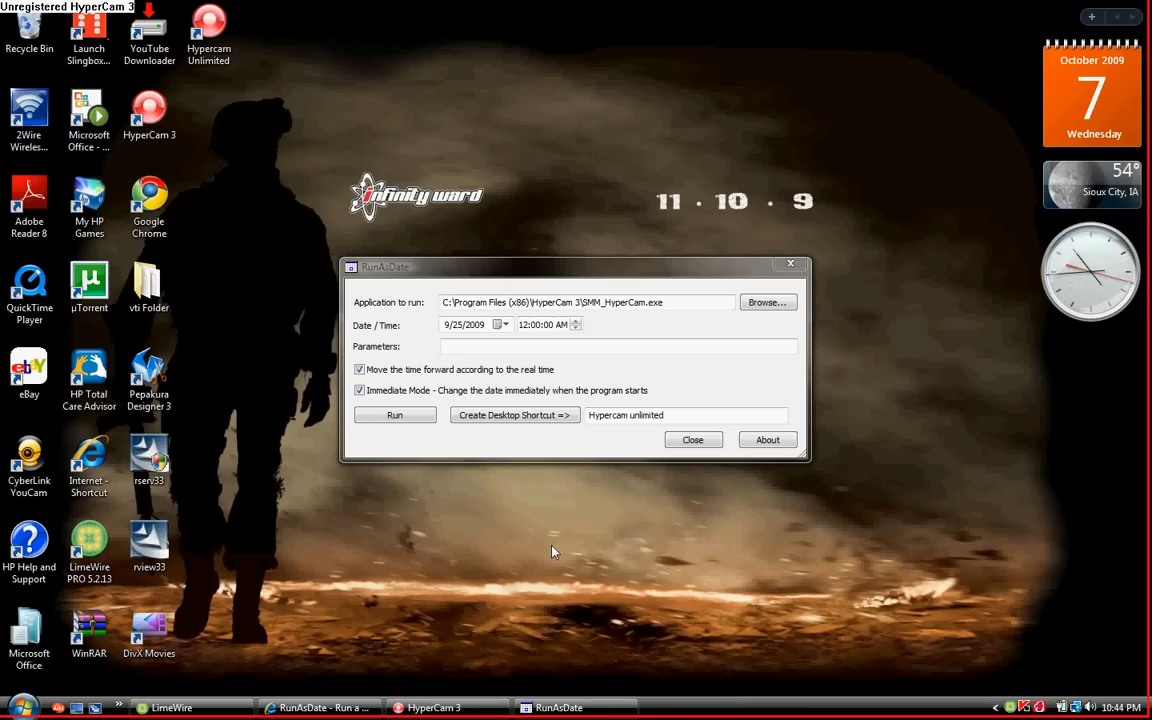 Unregistered HyperCam 3
Recycle Bin
Launch
Slingbox...
YouTube
Downloader
Hypercam
Unlimited
2Wire
Wireless...
Microsoft
Office - ...
HyperCam 3
Adobe
Reader 8
My HP
Games
Google
Chrome
QuickTime
Player
µTorrent
vti Folder
eBay
HP Total
Care Advisor
Pepakura
Designer 3
CyberLink
YouCam
Internet -
Shortcut
rserv33
HP Help and
Support
LimeWire
PRO 5.2.13
rview33
Microsoft
Office
WinRAR
DivX Movies
infinity ward
11 · 10 · 9
October 2009
7
Wednesday
54°
Sioux City, IA
RunAsDate
Application to run: C:\Program Files (x86)\HyperCam 3\SMM_HyperCam.exe Browse...
Date / Time: 9/25/2009 12:00:00 AM
Parameters:
Move the time forward according to the real time
Immediate Mode - Change the date immediately when the program starts
Run Create Desktop Shortcut => Hypercam unlimited
Close About
LimeWire RunAsDate - Run a ... HyperCam 3 RunAsDate 10:44 PM